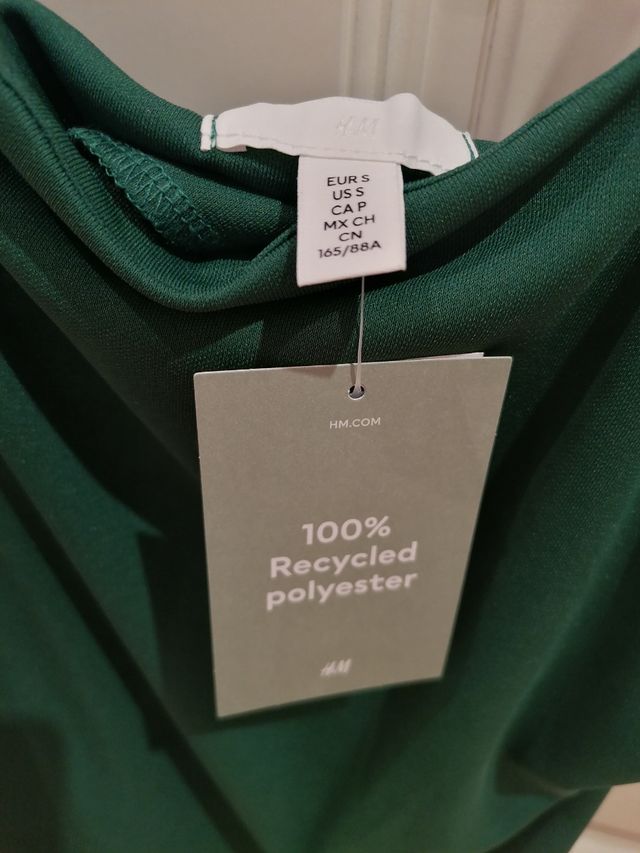 H&M
EUR S
US S
CA P
MX CH
CN
165/88A
HM.COM
100%
Recycled
polyester
H&M